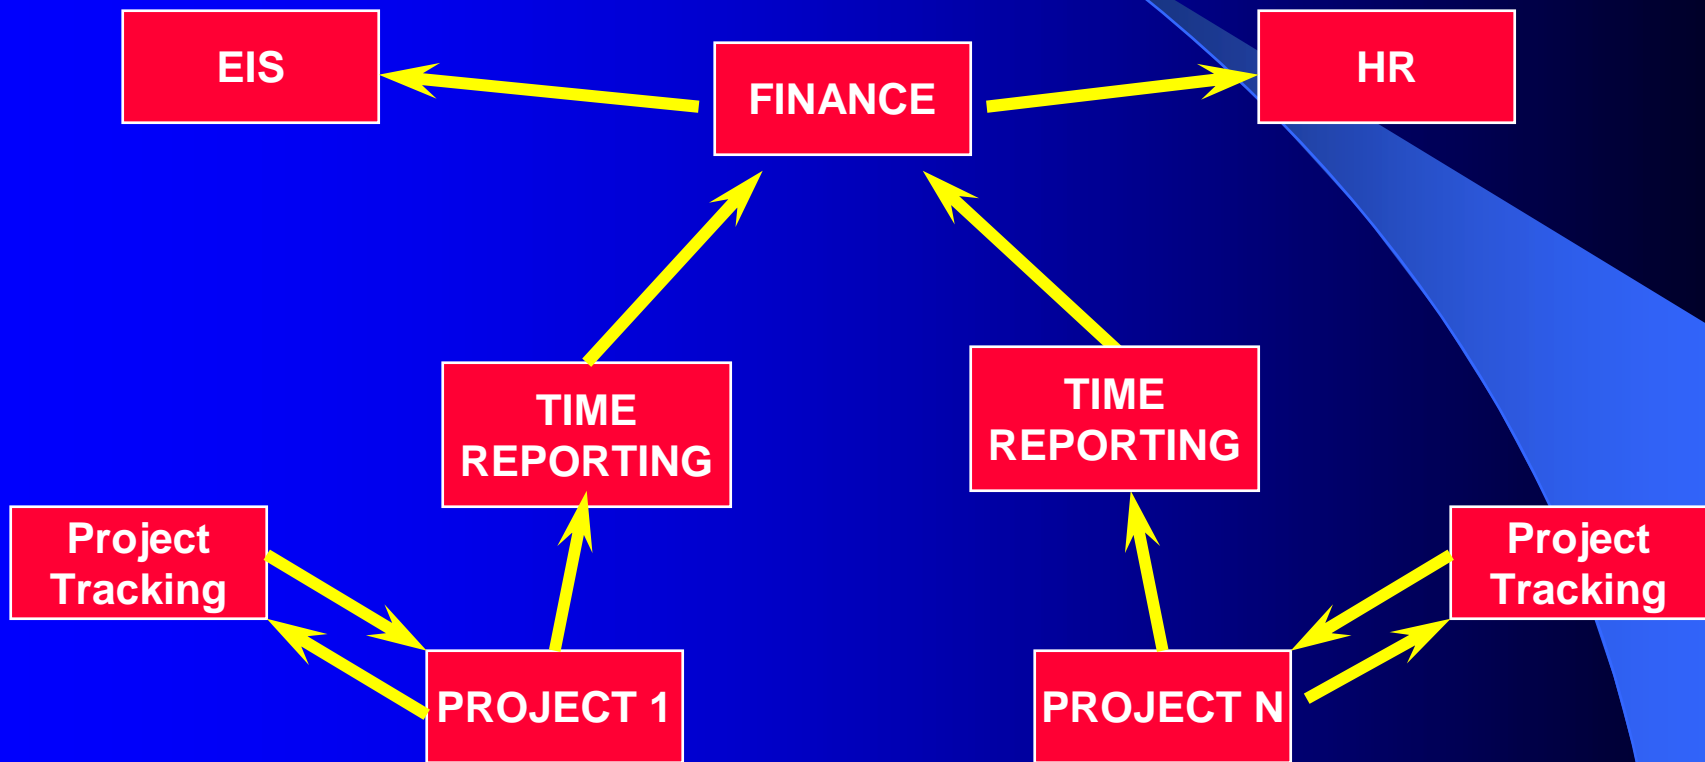 EIS
FINANCE
HR
TIME
REPORTING
TIME
REPORTING
Project
Tracking
Project
Tracking
PROJECT 1
PROJECT N